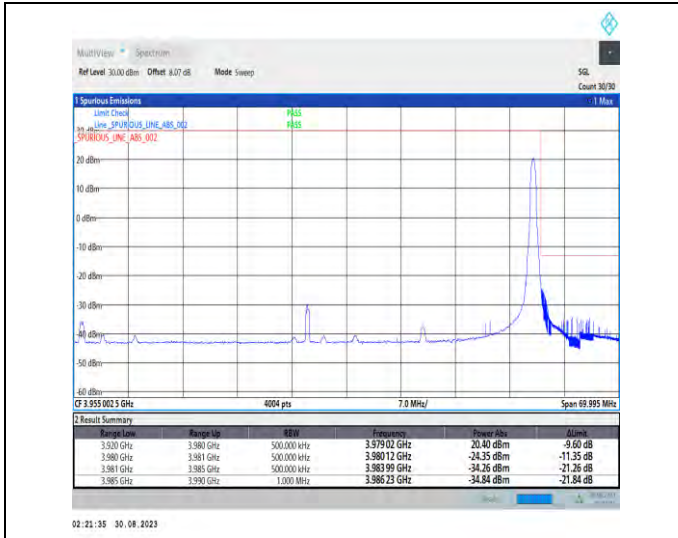 MultiView Spectrum
Ref Level 30.00 dBm Offset 8.07 dB Mode Sweep SGL
Count 30/30
1 Spurious Emissions 1 Max
Limit Check PASS
Line _SPURIOUS_LINE_ABS_002 PASS
SPURIOUS_LINE_ABS_002
20 dBm
10 dBm
0 dBm
-10 dBm
-20 dBm
-30 dBm
-40 dBm
-50 dBm
-60 dBm
CF 3.955 002 5 GHz 4004 pts 7.0 MHz/ Span 69.995 MHz
2 Result Summary
Range Low Range Up RBW Frequency Power Abs ΔLimit
3.920 GHz 3.980 GHz 500.000 kHz 3.979 02 GHz 20.40 dBm -9.60 dB
3.980 GHz 3.981 GHz 500.000 kHz 3.980 12 GHz -24.35 dBm -11.35 dB
3.981 GHz 3.985 GHz 500.000 kHz 3.983 99 GHz -34.26 dBm -21.26 dB
3.985 GHz 3.990 GHz 1.000 MHz 3.986 23 GHz -34.84 dBm -21.84 dB
02:21:35 30.08.2023